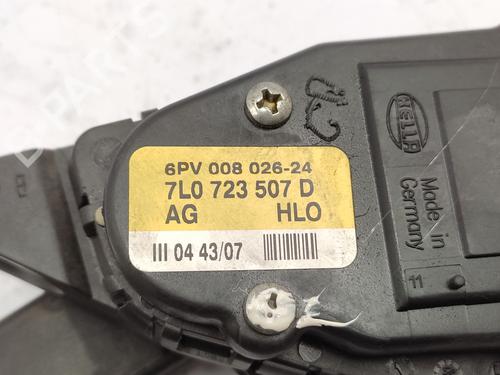 6PV 008 026-24
7L0 723 507 D
AG HLO
III 04 43/07
HELLA
Made in
Germany
11